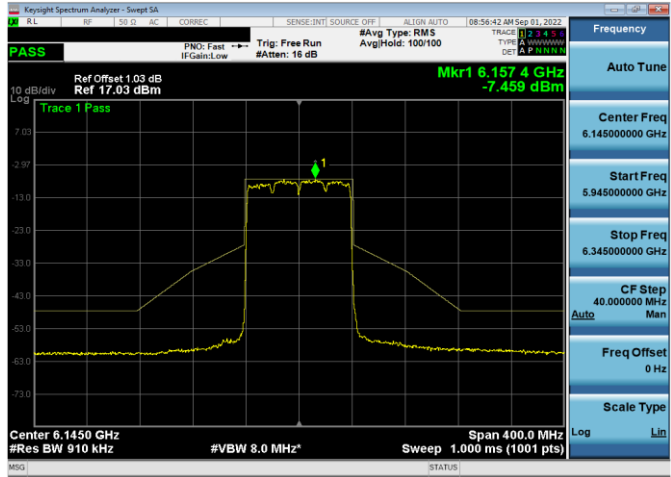 Keysight Spectrum Analyzer - Swept SA
LXI RL RF 50 Ω AC CORREC SENSE:INT SOURCE OFF ALIGN AUTO 08:56:42 AM Sep 01, 2022
Frequency
#Avg Type: RMS
TRACE 1 2 3 4 5 6
PNO: Fast Trig: Free Run Avg|Hold: 100/100
TYPE A WWWWW
PASS
IFGain:Low #Atten: 16 dB
DET A P N N N N
Auto Tune
Mkr1 6.157 4 GHz
-7.459 dBm
Ref Offset 1.03 dB
10 dB/div Ref 17.03 dBm
Log
Trace 1 Pass
7.03
-2.97
-13.0
-23.0
-33.0
-43.0
-53.0
-63.0
-73.0
1
Center Freq
6.145000000 GHz
Start Freq
5.945000000 GHz
Stop Freq
6.345000000 GHz
CF Step
40.000000 MHz
Auto Man
Freq Offset
0 Hz
Scale Type
Log Lin
Center 6.1450 GHz Span 400.0 MHz
#Res BW 910 kHz #VBW 8.0 MHz* Sweep 1.000 ms (1001 pts)
MSG STATUS